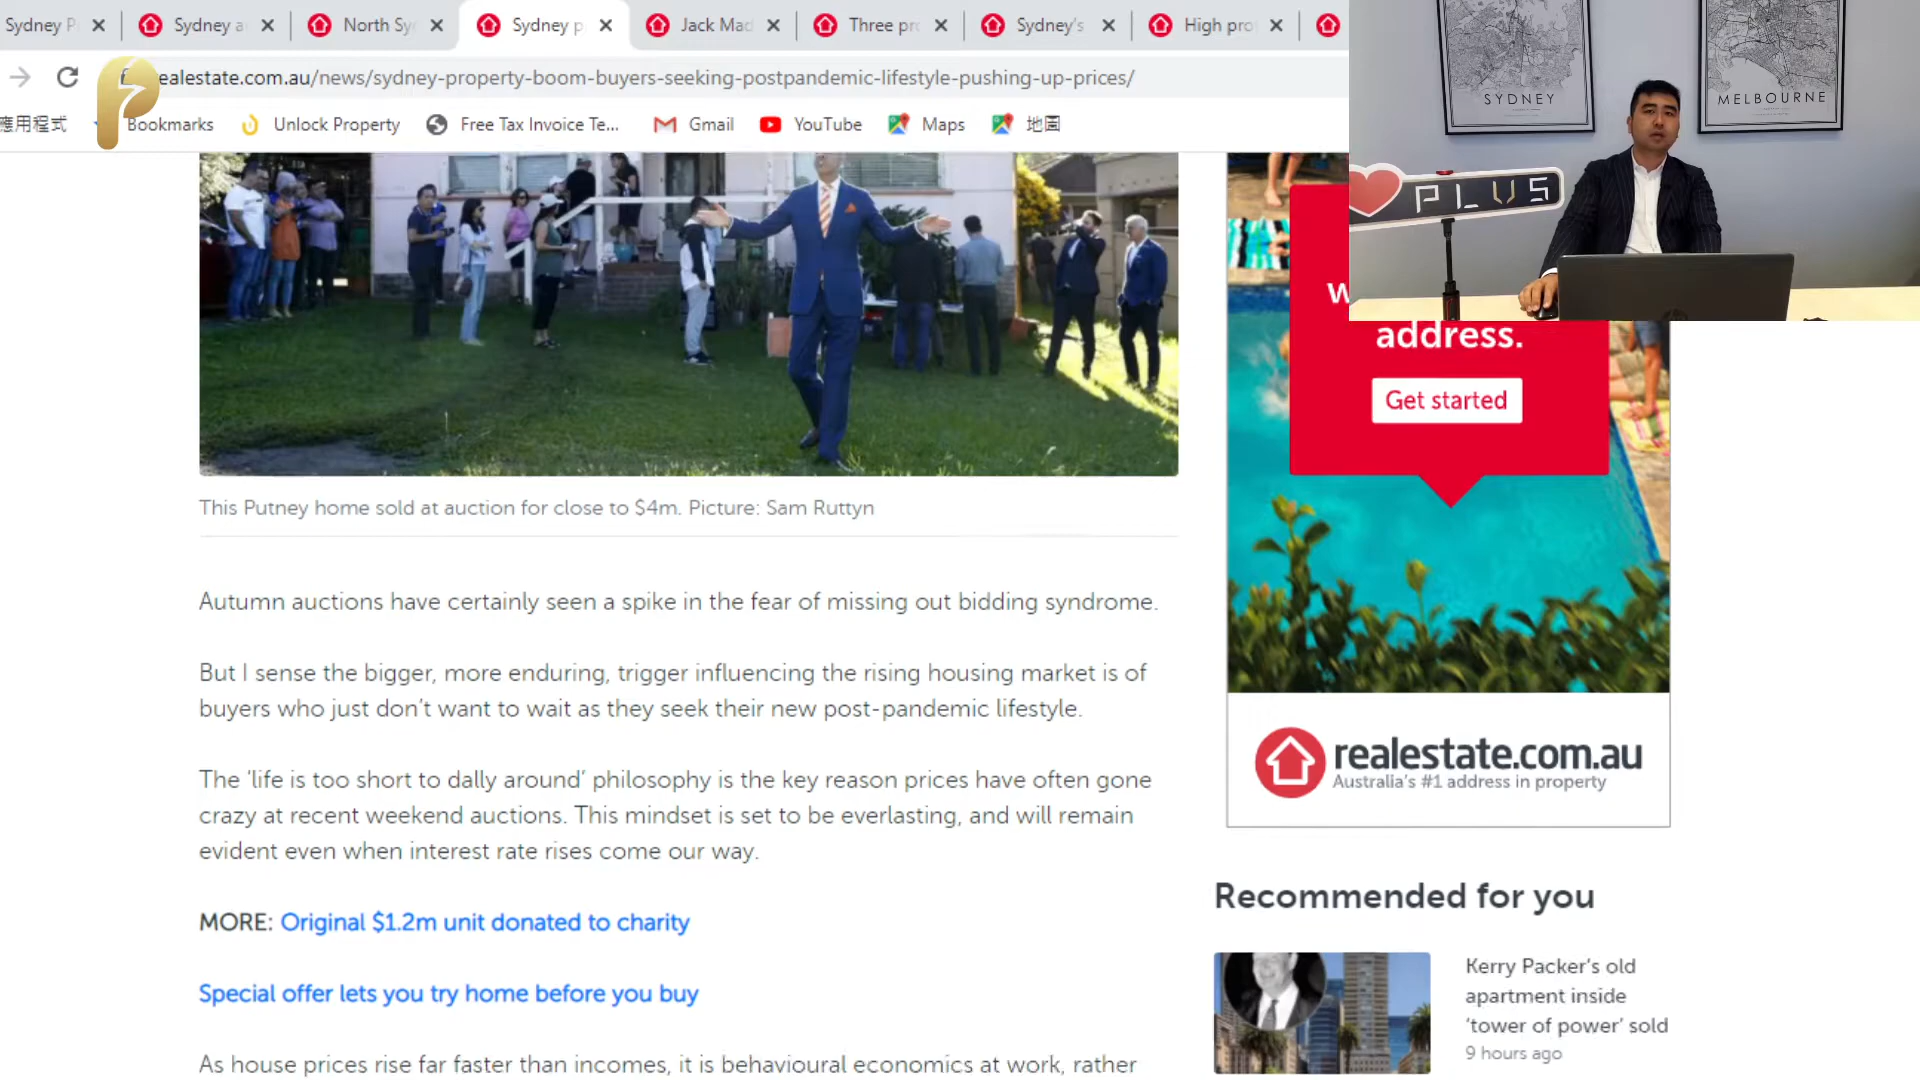 Sydney P
Sydney a
North Sy
Sydney p
Jack Mad
Three pr
Sydney's
High pro
ealestate.com.au/news/sydney-property-boom-buyers-seeking-postpandemic-lifestyle-pushing-up-prices/
應用程式
Bookmarks
Unlock Property
Free Tax Invoice Te...
Gmail
YouTube
Maps
地圖
SYDNEY
MELBOURNE
PLUS
address.
Get started
This Putney home sold at auction for close to $4m. Picture: Sam Ruttyn
Autumn auctions have certainly seen a spike in the fear of missing out bidding syndrome.
But I sense the bigger, more enduring, trigger influencing the rising housing market is of
buyers who just don't want to wait as they seek their new post-pandemic lifestyle.
The 'life is too short to dally around' philosophy is the key reason prices have often gone
crazy at recent weekend auctions. This mindset is set to be everlasting, and will remain
evident even when interest rate rises come our way.
MORE: Original $1.2m unit donated to charity
Special offer lets you try home before you buy
As house prices rise far faster than incomes, it is behavioural economics at work, rather
realestate.com.au
Australia's #1 address in property
Recommended for you
Kerry Packer's old
apartment inside
'tower of power' sold
9 hours ago